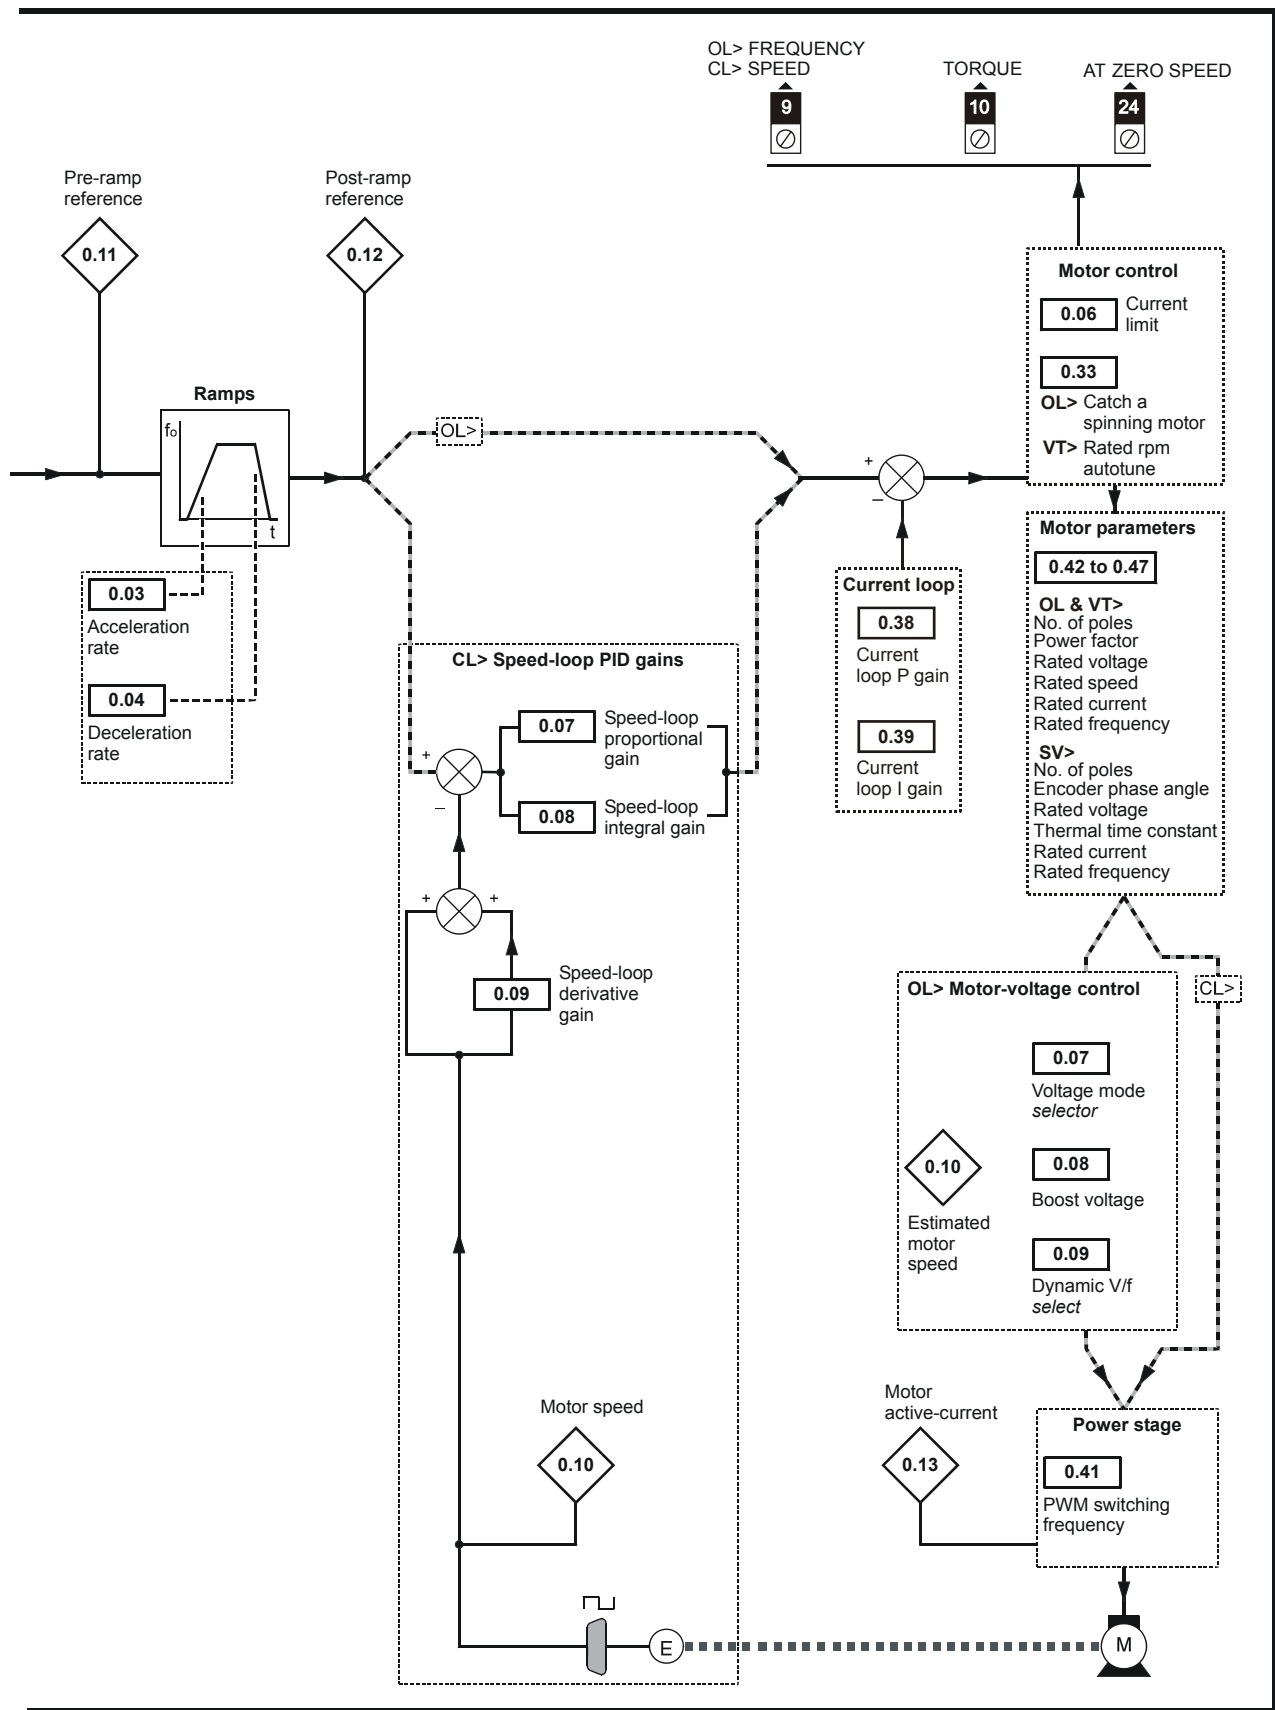 OL> FREQUENCY
CL> SPEED
TORQUE
AT ZERO SPEED
9
10
24
Pre-ramp
reference
0.11
Post-ramp
reference
0.12
Ramps
fo
t
0.03
Acceleration
rate
0.04
Deceleration
rate
OL>
+
–
Motor control
0.06
Current
limit
0.33
OL> Catch a
spinning motor
VT> Rated rpm
autotune
Motor parameters
0.42 to 0.47
OL & VT>
No. of poles
Power factor
Rated voltage
Rated speed
Rated current
Rated frequency
SV>
No. of poles
Encoder phase angle
Rated voltage
Thermal time constant
Rated current
Rated frequency
Current loop
0.38
Current
loop P gain
0.39
Current
loop I gain
CL> Speed-loop PID gains
+
–
0.07
Speed-loop
proportional
gain
0.08
Speed-loop
integral gain
+
+
0.09
Speed-loop
derivative
gain
OL> Motor-voltage control
CL>
0.07
Voltage mode
selector
0.10
Estimated
motor
speed
0.08
Boost voltage
0.09
Dynamic V/f
select
Motor speed
0.10
Motor
active-current
0.13
Power stage
0.41
PWM switching
frequency
E
M